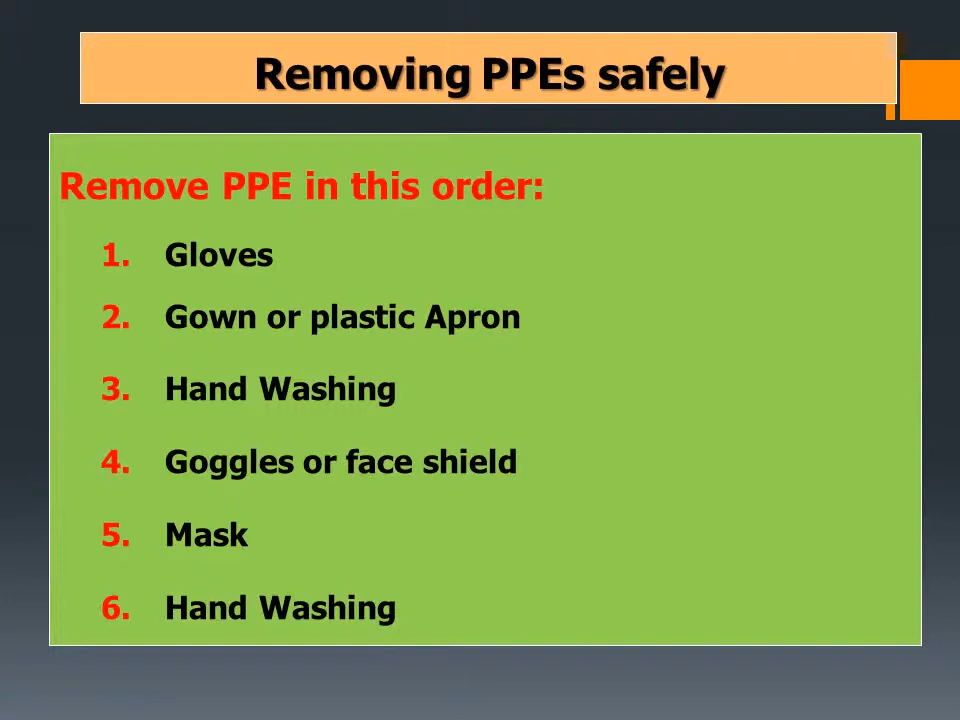 Removing PPEs safely
Remove PPE in this order:
1. Gloves
2. Gown or plastic Apron
3. Hand Washing
4. Goggles or face shield
5. Mask
6. Hand Washing